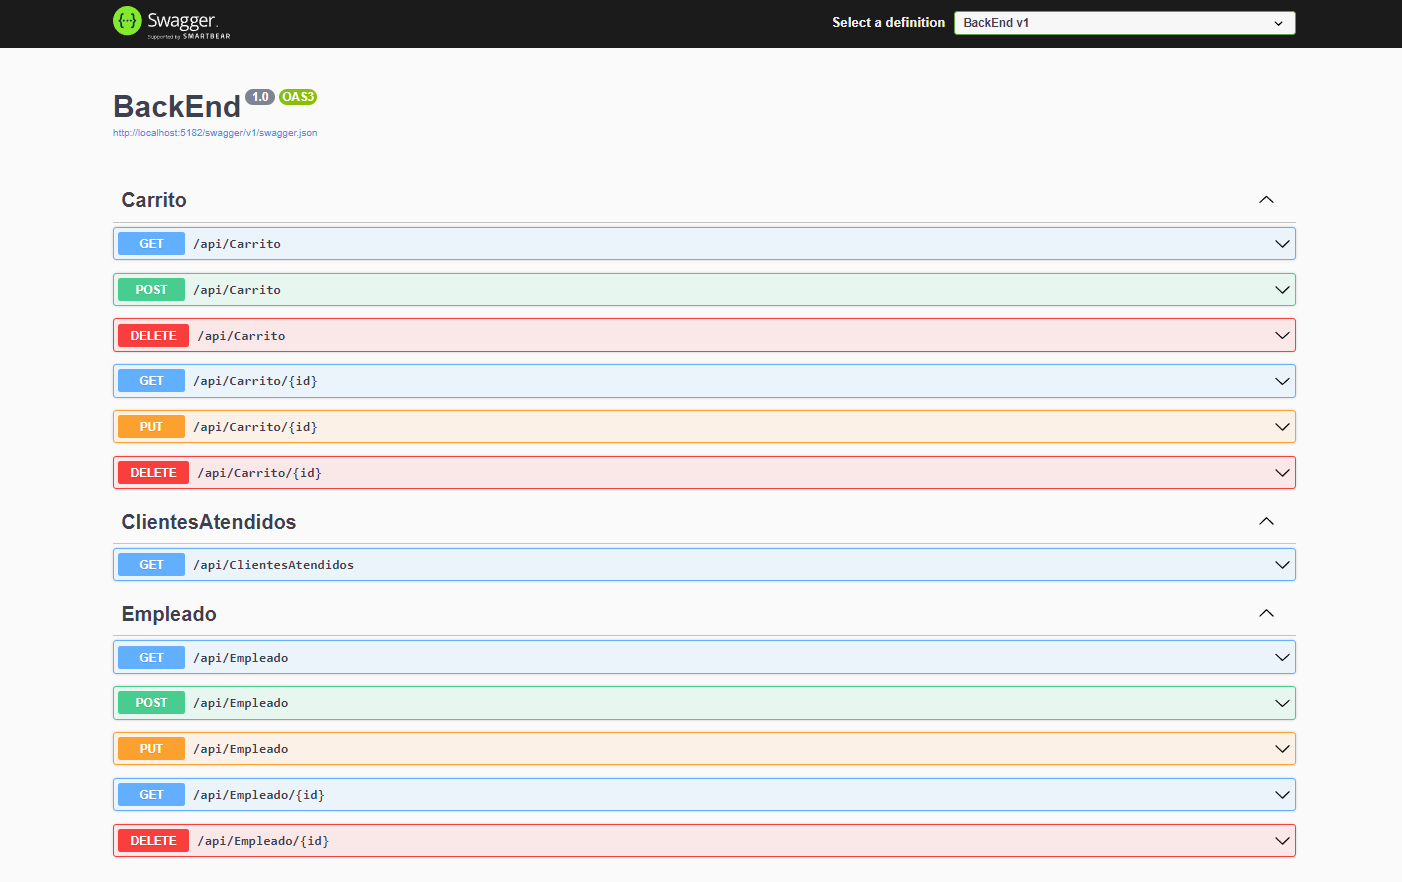 Swagger.
Supported by SMARTBEAR
Select a definition
BackEnd v1
BackEnd 1.0 OAS3
http://localhost:5182/swagger/v1/swagger.json
Carrito
GET /api/Carrito
POST /api/Carrito
DELETE /api/Carrito
GET /api/Carrito/{id}
PUT /api/Carrito/{id}
DELETE /api/Carrito/{id}
ClientesAtendidos
GET /api/ClientesAtendidos
Empleado
GET /api/Empleado
POST /api/Empleado
PUT /api/Empleado
GET /api/Empleado/{id}
DELETE /api/Empleado/{id}